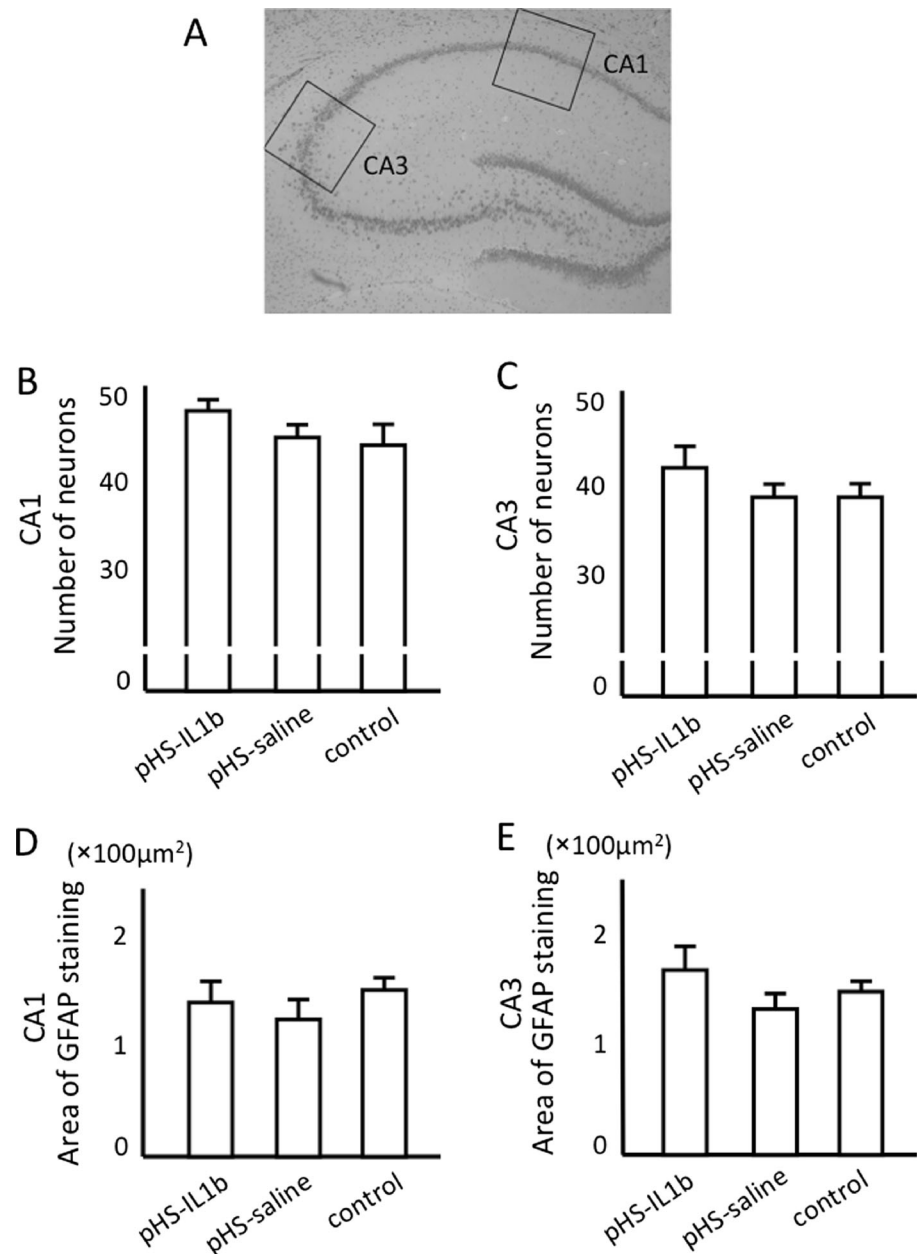 A
CA1
CA3
B
CA1
Number of neurons
50
40
30
0
pHS-IL1b
pHS-saline
control
C
CA3
Number of neurons
50
40
30
0
pHS-IL1b
pHS-saline
control
D
(×100µm²)
CA1
Area of GFAP staining
2
1
0
pHS-IL1b
pHS-saline
control
E
(×100µm²)
CA3
Area of GFAP staining
2
1
0
pHS-IL1b
pHS-saline
control